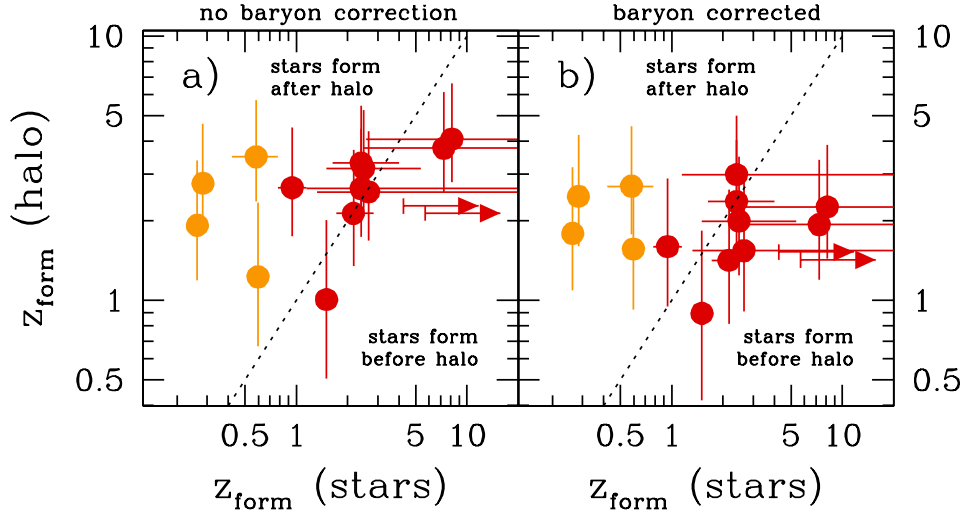 no baryon correction
baryon corrected
10
5
1
0.5
z_form (halo)
a)
stars form
after halo
stars form
before halo
0.5 1 5 10
z_form (stars)
b)
stars form
after halo
stars form
before halo
0.5 1 5 10
z_form (stars)
10
5
1
0.5